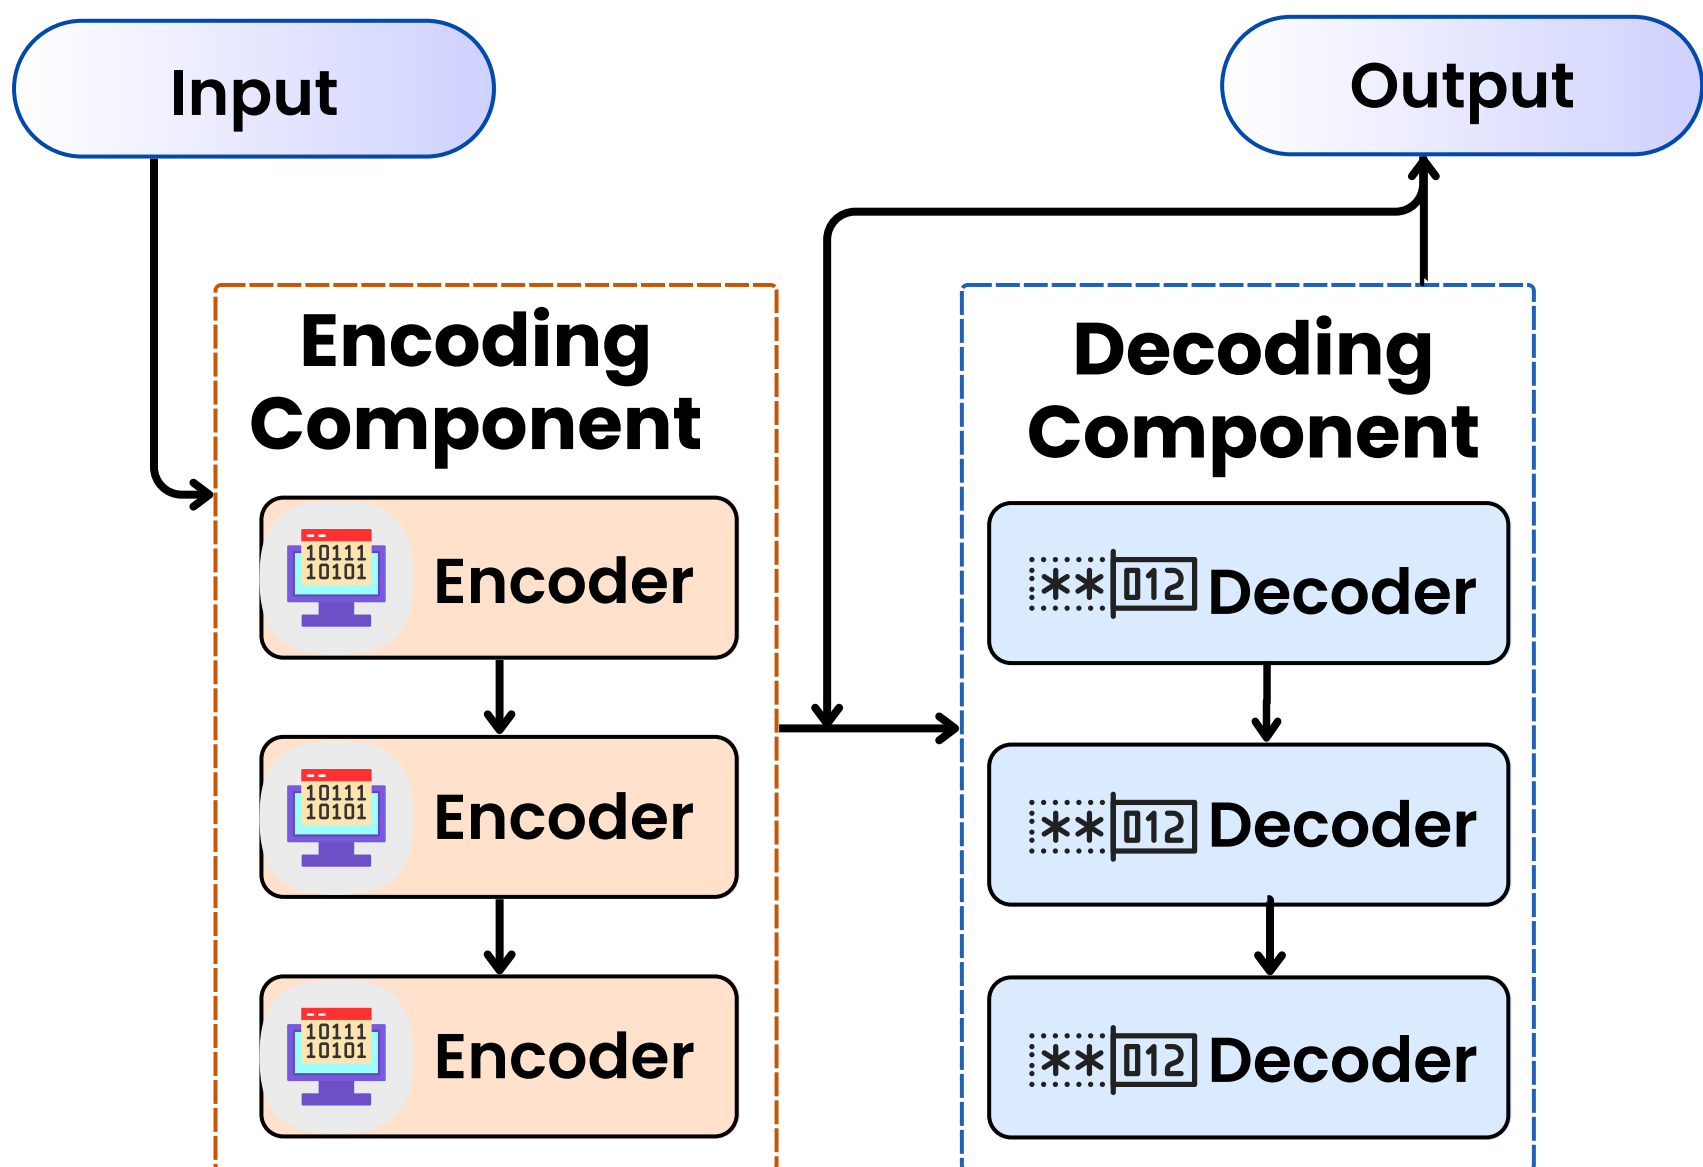 Input
Output
Encoding
Component
10111
10101
Encoder
10111
10101
Encoder
10111
10101
Encoder
Decoding
Component
**012
Decoder
**012
Decoder
**012
Decoder